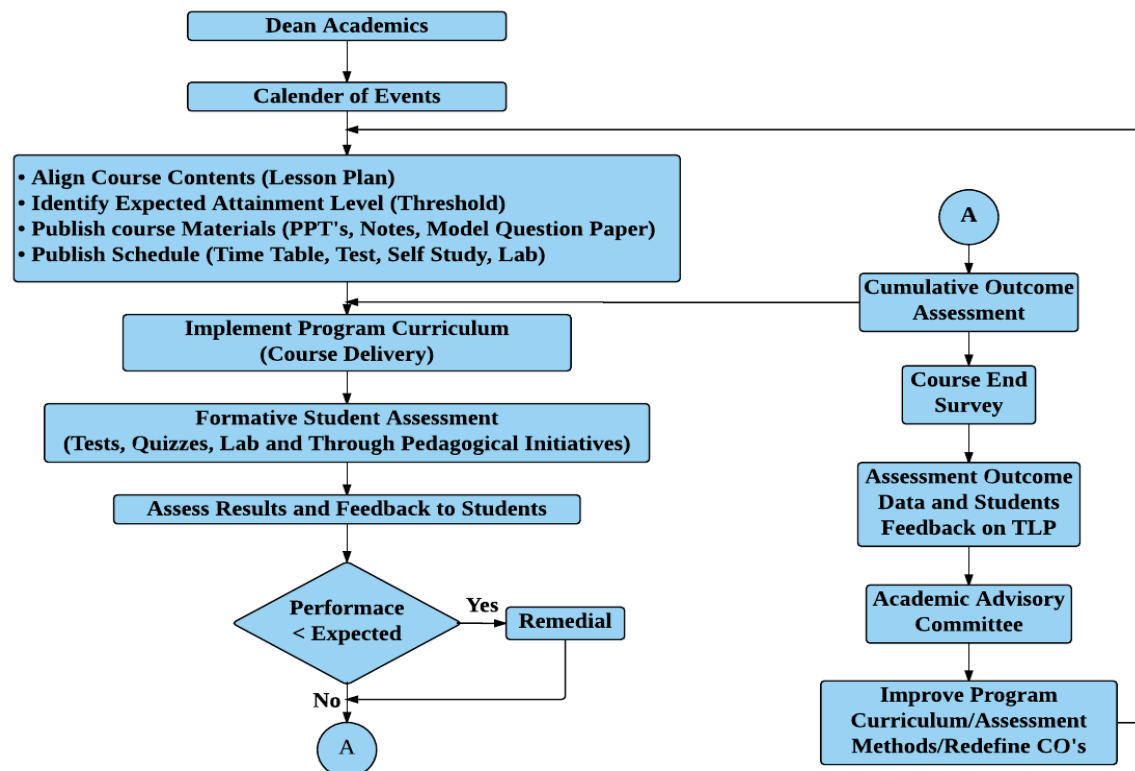 Dean Academics
Calender of Events
• Align Course Contents (Lesson Plan)
• Identify Expected Attainment Level (Threshold)
• Publish course Materials (PPT's, Notes, Model Question Paper)
• Publish Schedule (Time Table, Test, Self Study, Lab)
Implement Program Curriculum
(Course Delivery)
Formative Student Assessment
(Tests, Quizzes, Lab and Through Pedagogical Initiatives)
Assess Results and Feedback to Students
Performace
< Expected
Yes
Remedial
No
A
A
Cumulative Outcome
Assessment
Course End
Survey
Assessment Outcome
Data and Students
Feedback on TLP
Academic Advisory
Committee
Improve Program
Curriculum/Assessment
Methods/Redefine CO's